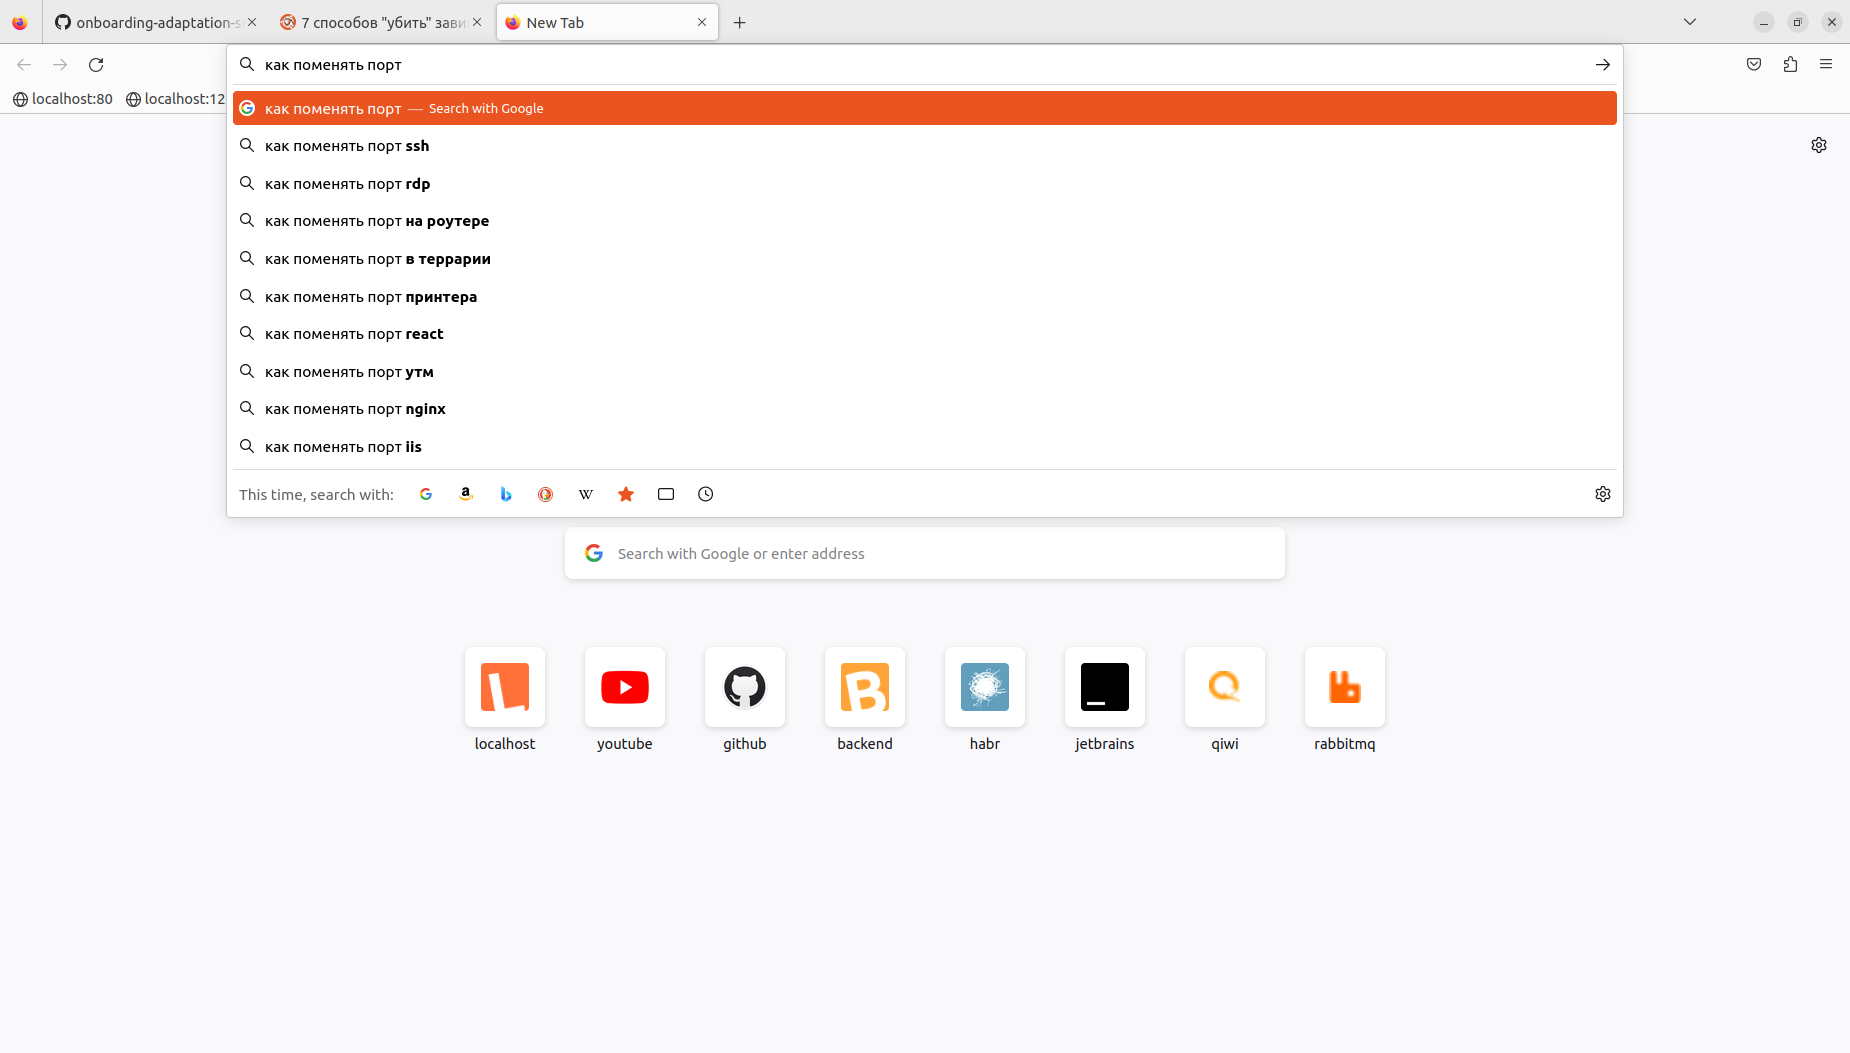 onboarding-adaptation-s
7 способов "убить" зави
New Tab
как поменять порт
localhost:80
localhost:12
как поменять порт — Search with Google
как поменять порт ssh
как поменять порт rdp
как поменять порт на роутере
как поменять порт в террарии
как поменять порт принтера
как поменять порт react
как поменять порт утм
как поменять порт nginx
как поменять порт iis
This time, search with:
Search with Google or enter address
localhost
youtube
github
backend
habr
jetbrains
qiwi
rabbitmq